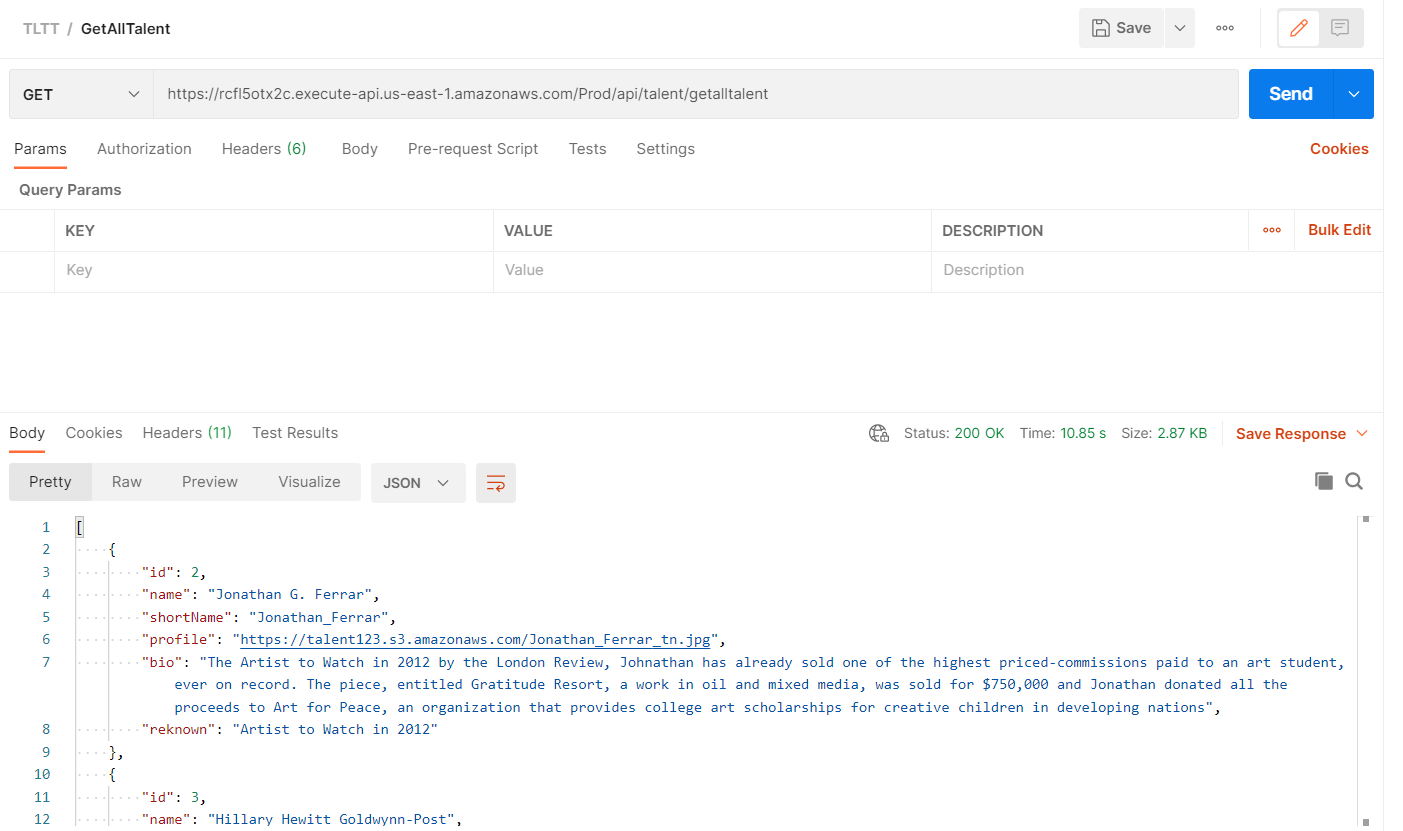 TLTT / GetAllTalent
Save
GET
https://rcfl5otx2c.execute-api.us-east-1.amazonaws.com/Prod/api/talent/getalltalent
Send
Params Authorization Headers (6) Body Pre-request Script Tests Settings Cookies
Query Params
KEY VALUE DESCRIPTION Bulk Edit
Key Value Description
Body Cookies Headers (11) Test Results Status: 200 OK Time: 10.85 s Size: 2.87 KB Save Response
Pretty Raw Preview Visualize JSON
1 [
2 {
3 "id": 2,
4 "name": "Jonathan G. Ferrar",
5 "shortName": "Jonathan_Ferrar",
6 "profile": "https://talent123.s3.amazonaws.com/Jonathan_Ferrar_tn.jpg",
7 "bio": "The Artist to Watch in 2012 by the London Review, Johnathan has already sold one of the highest priced-commissions paid to an art student,
ever on record. The piece, entitled Gratitude Resort, a work in oil and mixed media, was sold for $750,000 and Jonathan donated all the
proceeds to Art for Peace, an organization that provides college art scholarships for creative children in developing nations",
8 "reknown": "Artist to Watch in 2012"
9 },
10 {
11 "id": 3,
12 "name": "Hillary Hewitt Goldwynn-Post",